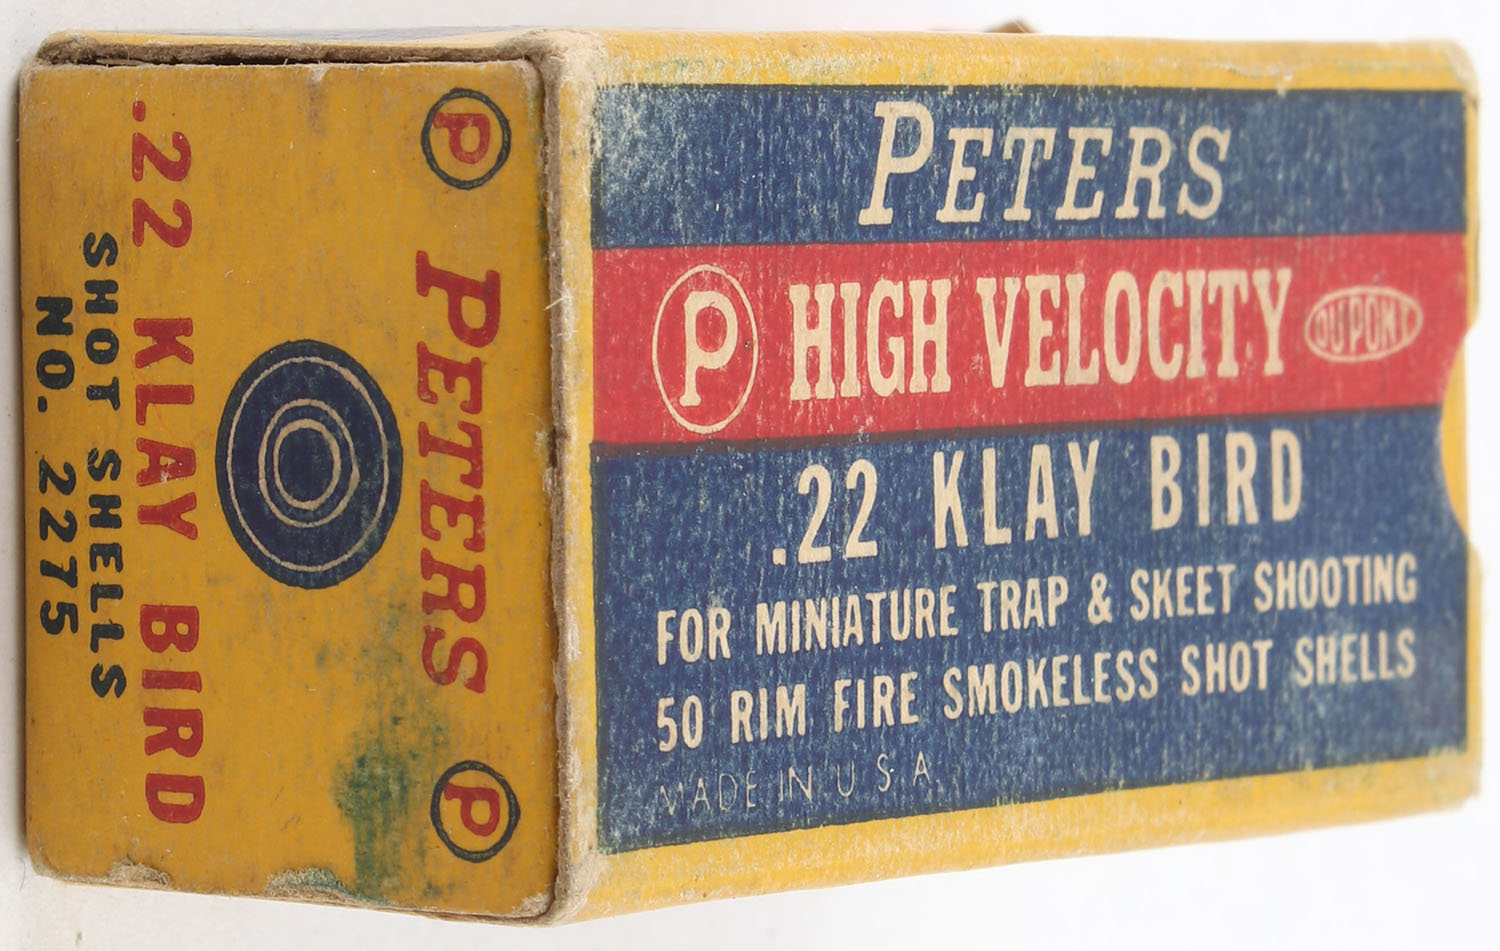 PETERS
P HIGH VELOCITY DUPONT
.22 KLAY BIRD
FOR MINIATURE TRAP & SKEET SHOOTING
50 RIM FIRE SMOKELESS SHOT SHELLS
MADE IN U.S.A.
P PETERS P
.22 KLAY BIRD
SHOT SHELLS
NO. 2275